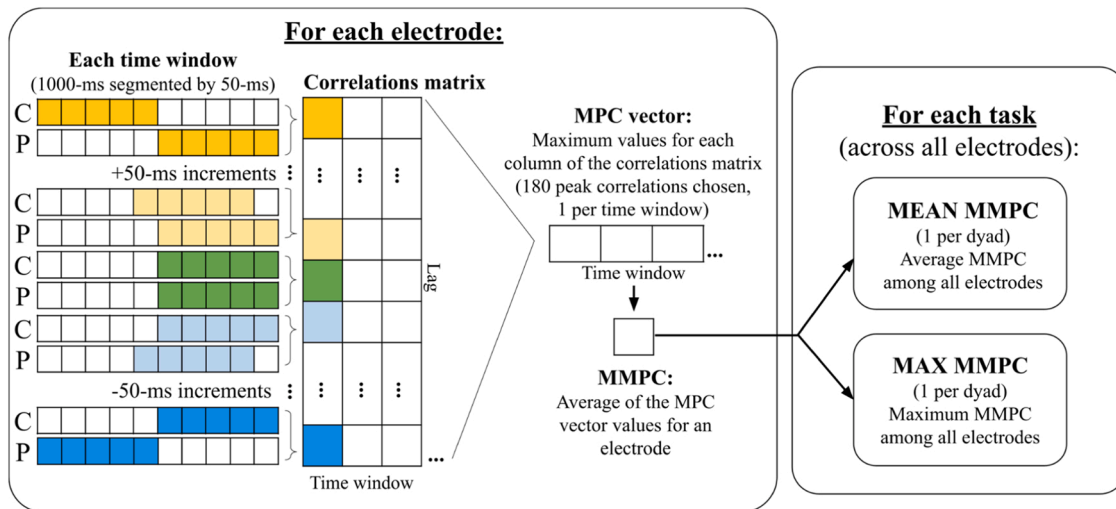 For each electrode:
Each time window
(1000-ms segmented by 50-ms)
C
P
+50-ms increments
C
P
C
P
C
P
-50-ms increments
C
P
Correlations matrix
Lag
Time window
...
MPC vector:
Maximum values for each
column of the correlations matrix
(180 peak correlations chosen,
1 per time window)
...
Time window
MMPC:
Average of the MPC
vector values for an
electrode
For each task
(across all electrodes):
MEAN MMPC
(1 per dyad)
Average MMPC
among all electrodes
MAX MMPC
(1 per dyad)
Maximum MMPC
among all electrodes